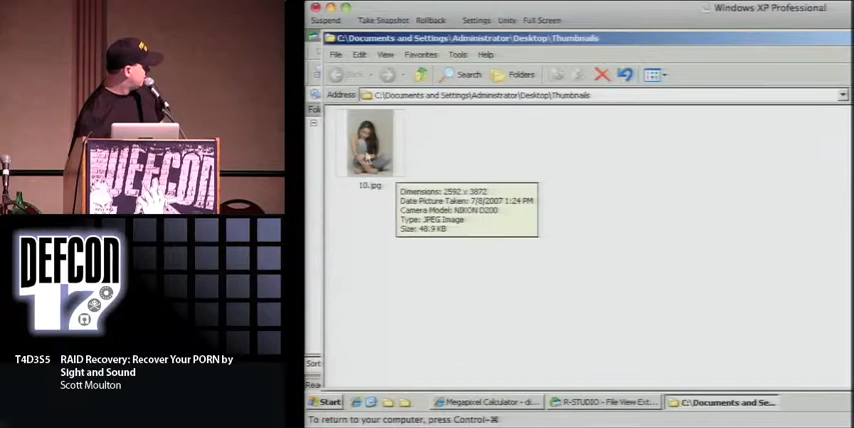 Windows XP Professional
Suspend Take Snapshot Rollback Settings Unity Full Screen
C:\Documents and Settings\Administrator\Desktop\Thumbnails
File Edit View Favorites Tools Help
Back Search Folders
Address C:\Documents and Settings\Administrator\Desktop\Thumbnails
10.jpg
Dimensions: 2592 x 3872
Date Picture Taken: 7/8/2007 1:24 PM
Camera Model: NIKON D200
Type: JPEG Image
Size: 48.9 KB
DEFCON
DEFCON
17
T4D3S5 RAID Recovery: Recover Your PORN by
Sight and Sound
Scott Moulton
Start Megapixel Calculator - di... R-STUDIO - File View Ext... C:\Documents and Se...
To return to your computer, press Control-⌘